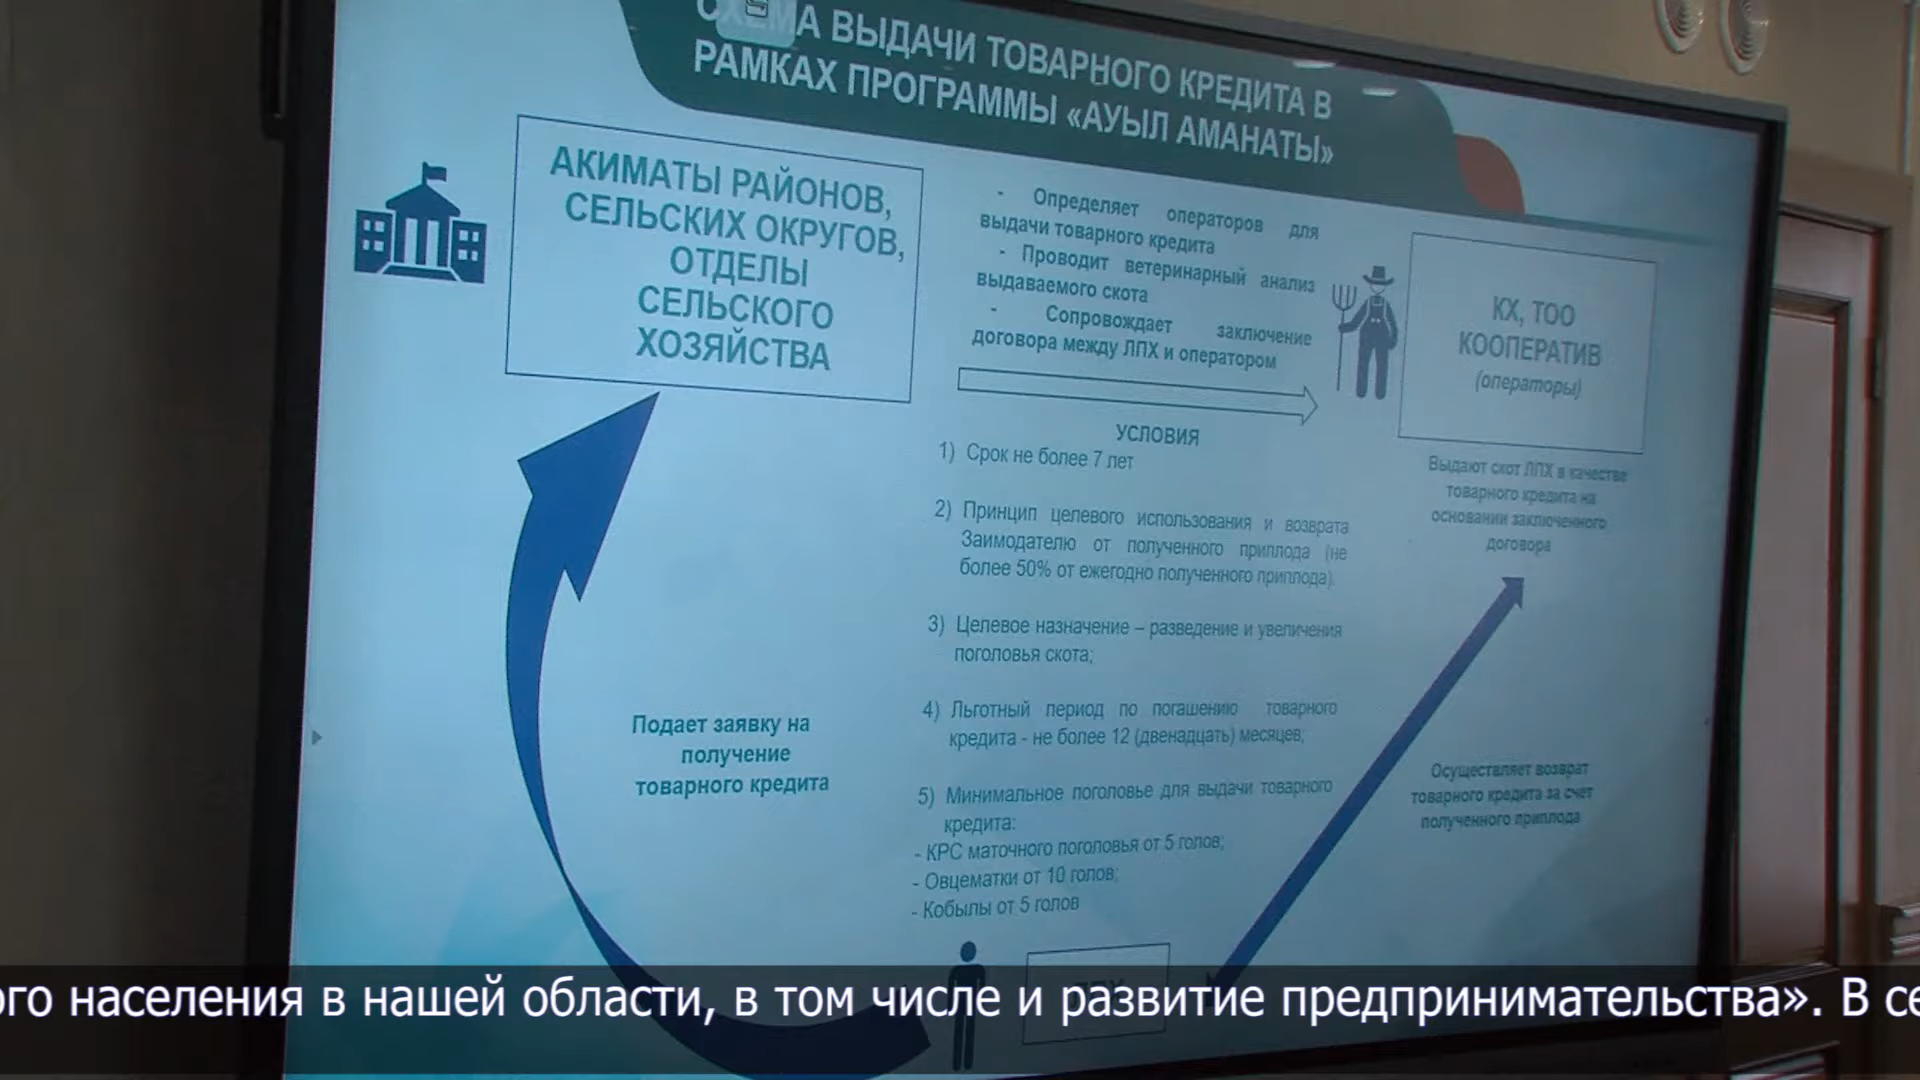 СХЕМА ВЫДАЧИ ТОВАРНОГО КРЕДИТА В
РАМКАХ ПРОГРАММЫ «АУЫЛ АМАНАТЫ»
АКИМАТЫ РАЙОНОВ,
СЕЛЬСКИХ ОКРУГОВ,
ОТДЕЛЫ
СЕЛЬСКОГО
ХОЗЯЙСТВА
- Определяет операторов для
выдачи товарного кредита
- Проводит ветеринарный анализ
выдаваемого скота
- Сопровождает заключение
договора между ЛПХ и оператором
КХ, ТОО
КООПЕРАТИВ
(операторы)
УСЛОВИЯ
1) Срок не более 7 лет
2) Принцип целевого использования и возврата
Заимодателю от полученного приплода (не
более 50% от ежегодно полученного приплода).
3) Целевое назначение – разведение и увеличения
поголовья скота;
4) Льготный период по погашению товарного
кредита - не более 12 (двенадцать) месяцев;
5) Минимальное поголовье для выдачи товарного
кредита:
- КРС маточного поголовья от 5 голов;
- Овцематки от 10 голов;
- Кобылы от 5 голов
Выдают скот ЛПХ в качестве
товарного кредита на
основании заключенного
договора
Подает заявку на
получение
товарного кредита
Осуществляет возврат
товарного кредита за счет
полученного приплода
ого населения в нашей области, в том числе и развитие предпринимательства». В се